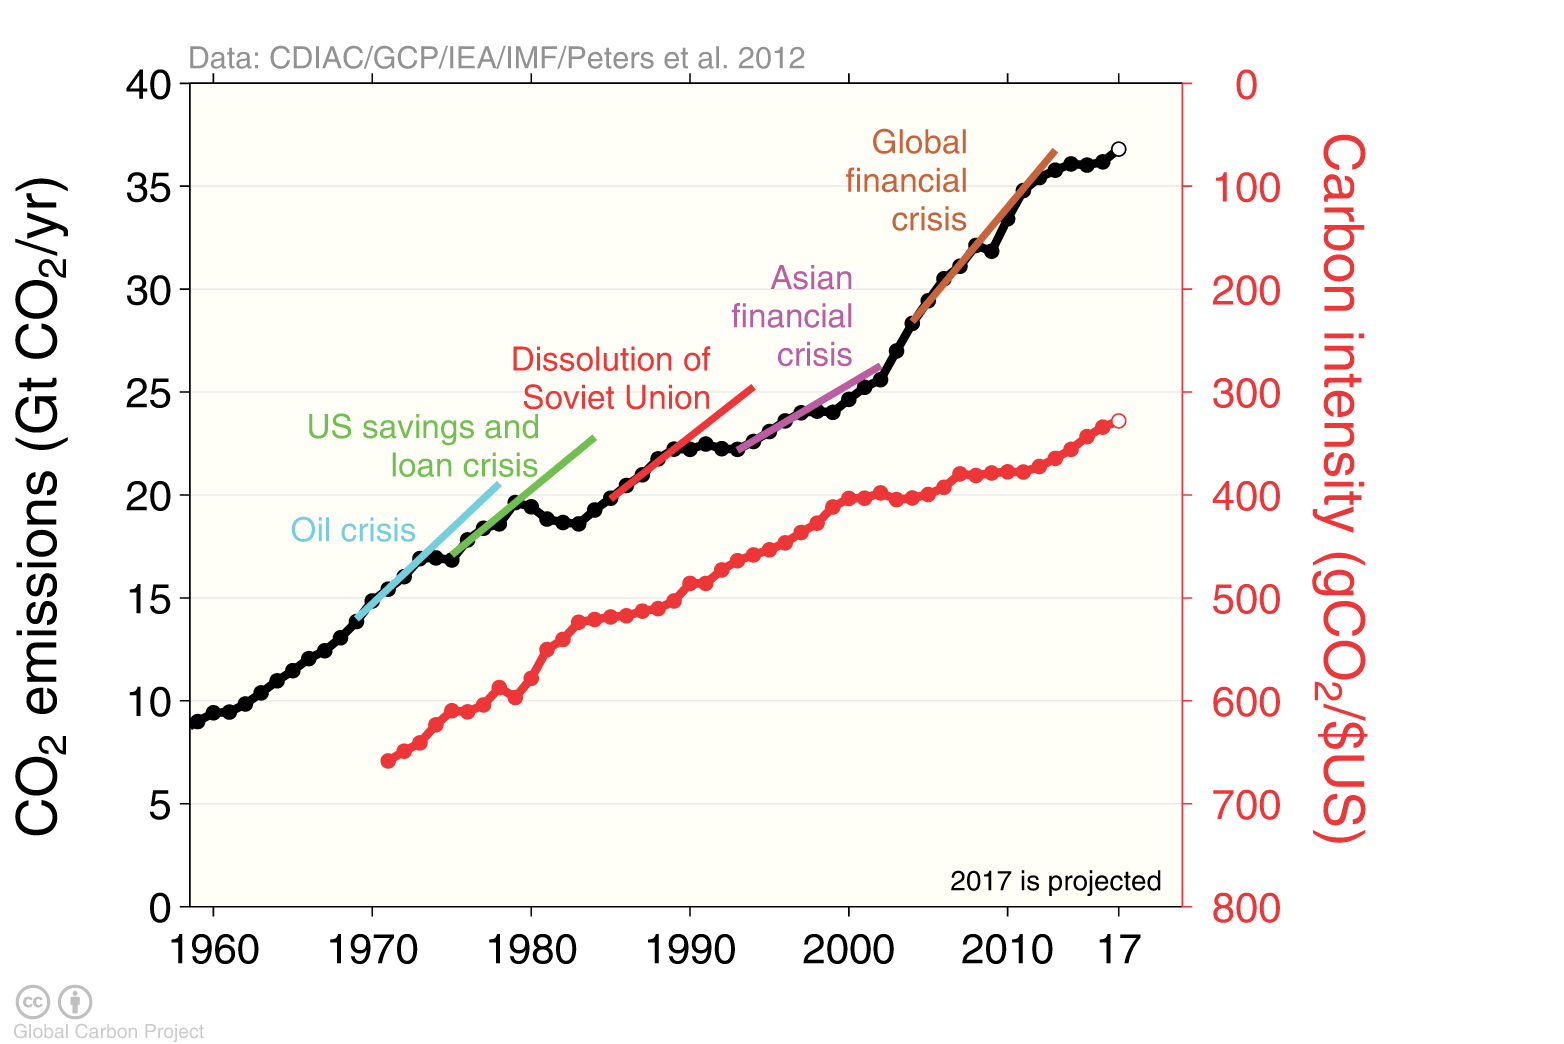 Data: CDIAC/GCP/IEA/IMF/Peters et al. 2012
CO₂ emissions (Gt CO₂/yr)
40
35
30
25
20
15
10
5
0
Global
financial
crisis
Asian
financial
crisis
Dissolution of
Soviet Union
US savings and
loan crisis
Oil crisis
2017 is projected
0
100
200
300
400
500
600
700
800
Carbon intensity (gCO₂/$US)
1960 1970 1980 1990 2000 2010 17
cc
Global Carbon Project